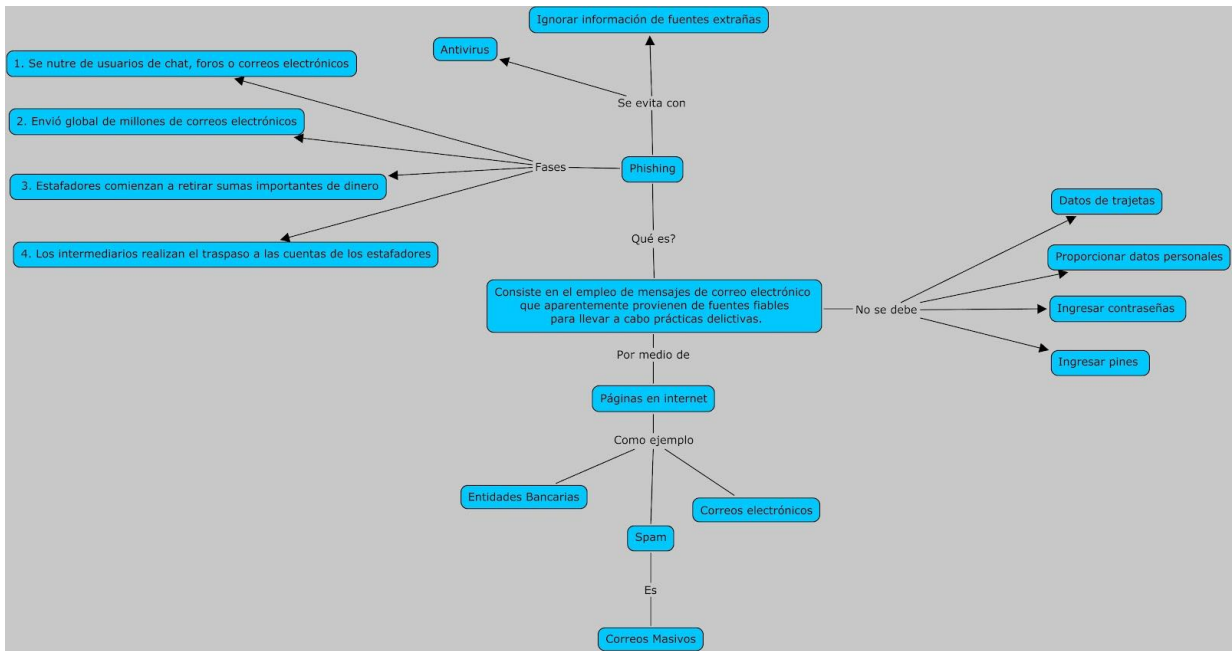 Ignorar información de fuentes extrañas
Antivirus
1. Se nutre de usuarios de chat, foros o correos electrónicos
Se evita con
2. Envió global de millones de correos electrónicos
Fases
Phishing
3. Estafadores comienzan a retirar sumas importantes de dinero
4. Los intermediarios realizan el traspaso a las cuentas de los estafadores
Qué es?
Consiste en el empleo de mensajes de correo electrónico
que aparentemente provienen de fuentes fiables
para llevar a cabo prácticas delictivas.
No se debe
Datos de trajetas
Proporcionar datos personales
Ingresar contraseñas
Ingresar pines
Por medio de
Páginas en internet
Como ejemplo
Entidades Bancarias
Correos electrónicos
Spam
Es
Correos Masivos